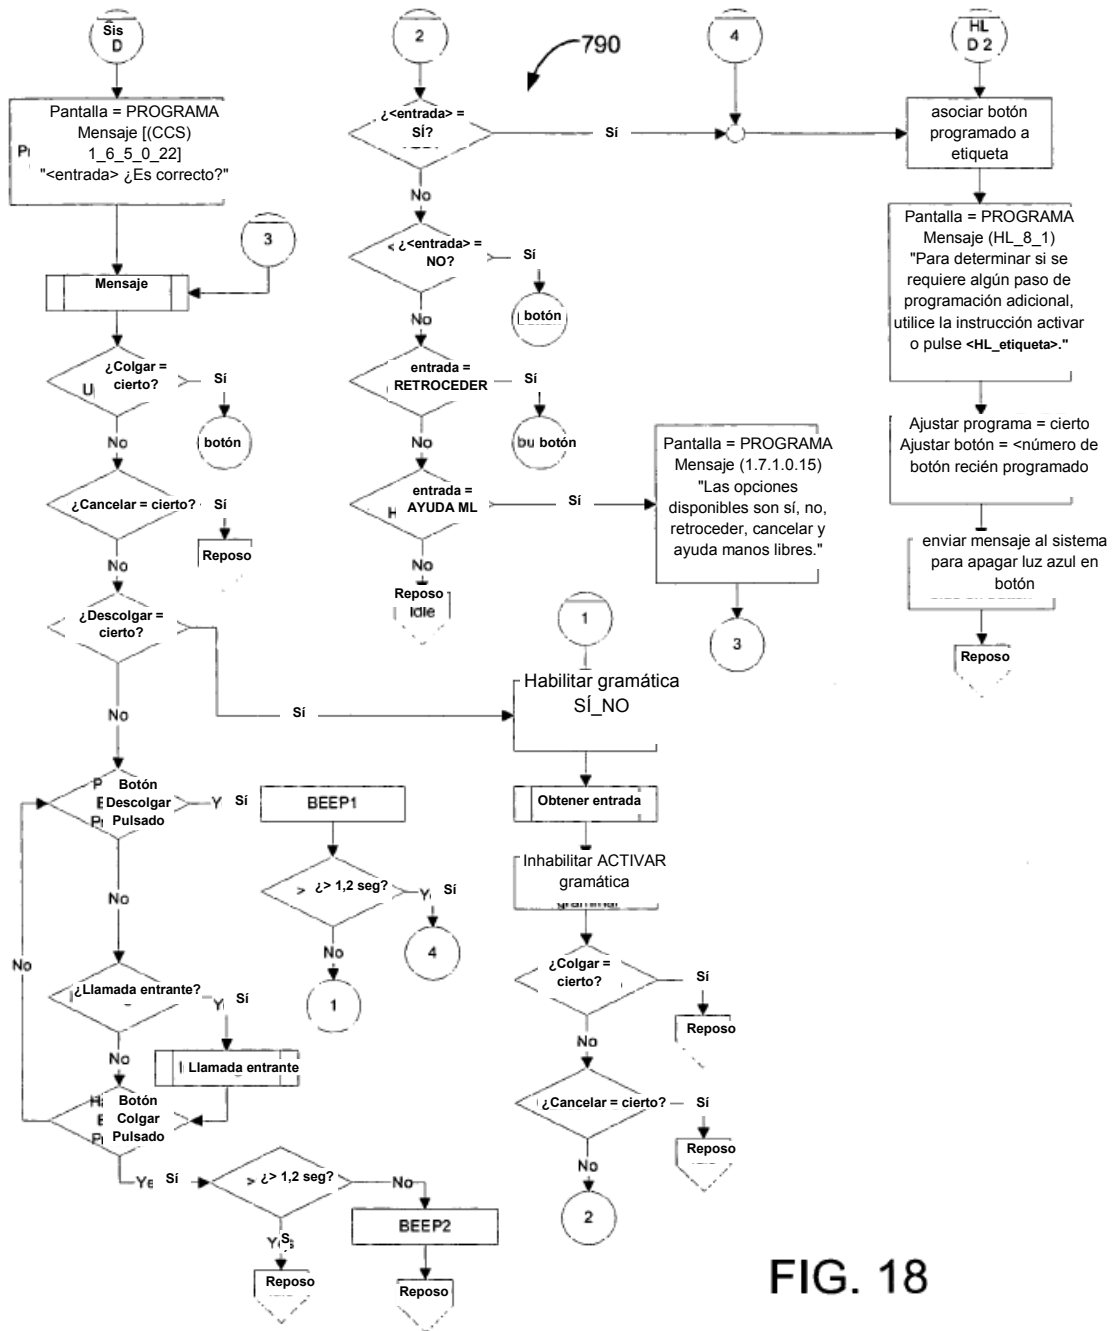 Sis
D
Pantalla = PROGRAMA
Mensaje [(CCS)
1_6_5_0_22]
"<entrada> ¿Es correcto?"
3
Mensaje
¿Colgar =
cierto?
Sí
botón
No
¿Cancelar = cierto?
Sí
Reposo
No
¿Descolgar =
cierto?
Sí
No
Botón
Descolgar
Pulsado
Sí
No
No
¿Llamada entrante?
Sí
Llamada entrante
No
Botón
Colgar
Pulsado
Sí
> ¿> 1,2 seg?
No
BEEP2
Reposo
Reposo
BEEP1
> ¿> 1,2 seg?
Sí
4
No
1
2
790
¿<entrada> =
SÍ?
Sí
No
< ¿<entrada> =
NO?
Sí
botón
No
entrada =
RETROCEDER
Sí
bu botón
No
entrada =
AYUDA ML
Sí
No
Reposo
Idle
Pantalla = PROGRAMA
Mensaje (1.7.1.0.15)
"Las opciones
disponibles son sí, no,
retroceder, cancelar y
ayuda manos libres."
3
1
Habilitar gramática
SÍ_NO
Obtener entrada
Inhabilitar ACTIVAR
gramática
¿Colgar =
cierto?
Sí
Reposo
No
¿Cancelar = cierto?
Sí
Reposo
No
2
4
HL
D 2
asociar botón
programado a
etiqueta
Pantalla = PROGRAMA
Mensaje (HL_8_1)
"Para determinar si se
requiere algún paso de
programación adicional,
utilice la instrucción activar
o pulse <HL_etiqueta>."
Ajustar programa = cierto
Ajustar botón = <número de
botón recién programado
enviar mensaje al sistema
para apagar luz azul en
botón
Reposo
FIG. 18